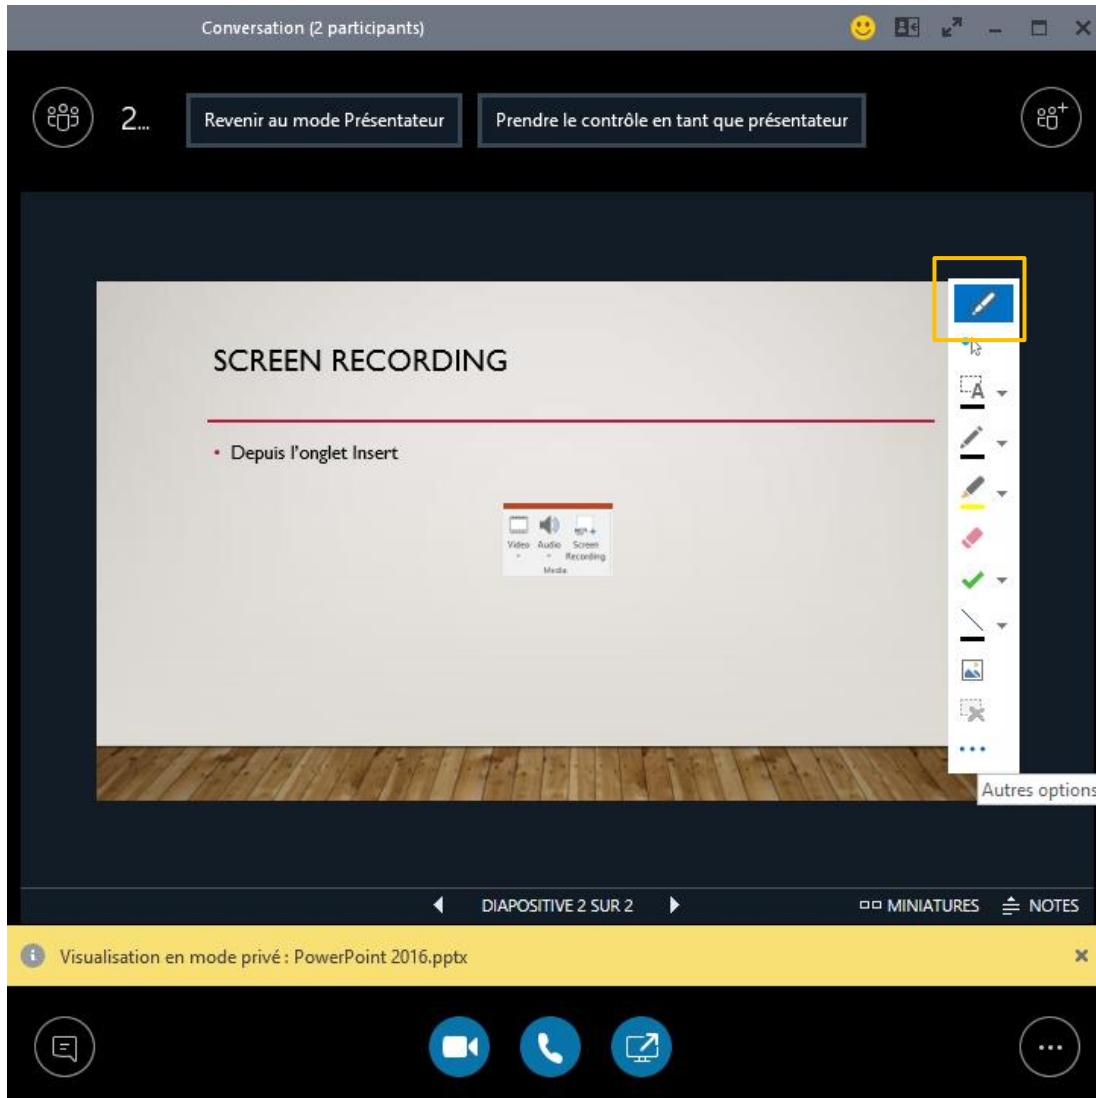 Conversation (2 participants)
2...
Revenir au mode Présentateur
Prendre le contrôle en tant que présentateur
SCREEN RECORDING
• Depuis l'onglet Insert
Video Audio Screen Recording
Media
Autres options
DIAPOSITIVE 2 SUR 2
MINIATURES
NOTES
Visualisation en mode privé : PowerPoint 2016.pptx